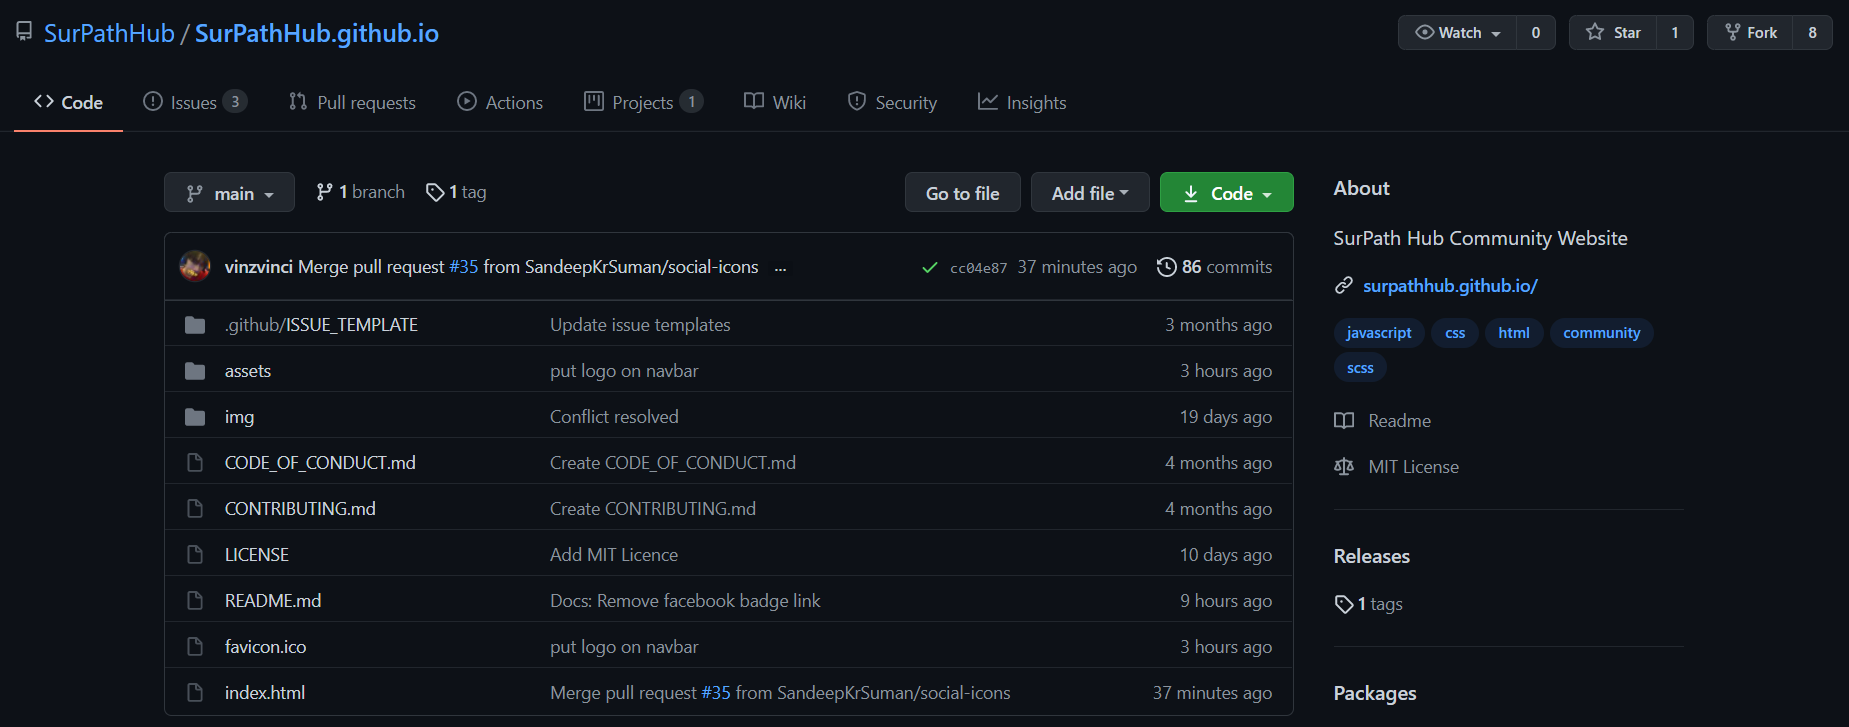 SurPathHub / SurPathHub.github.io
Watch 0 Star 1 Fork 8
Code Issues 3 Pull requests Actions Projects 1 Wiki Security Insights
main 1 branch 1 tag Go to file Add file Code
vinzvinci Merge pull request #35 from SandeepKrSuman/social-icons ... cc04e87 37 minutes ago 86 commits
.github/ISSUE_TEMPLATE Update issue templates 3 months ago
assets put logo on navbar 3 hours ago
img Conflict resolved 19 days ago
CODE_OF_CONDUCT.md Create CODE_OF_CONDUCT.md 4 months ago
CONTRIBUTING.md Create CONTRIBUTING.md 4 months ago
LICENSE Add MIT Licence 10 days ago
README.md Docs: Remove facebook badge link 9 hours ago
favicon.ico put logo on navbar 3 hours ago
index.html Merge pull request #35 from SandeepKrSuman/social-icons 37 minutes ago
About
SurPath Hub Community Website
surpathhub.github.io/
javascript css html community
scss
Readme
MIT License
Releases
1 tags
Packages